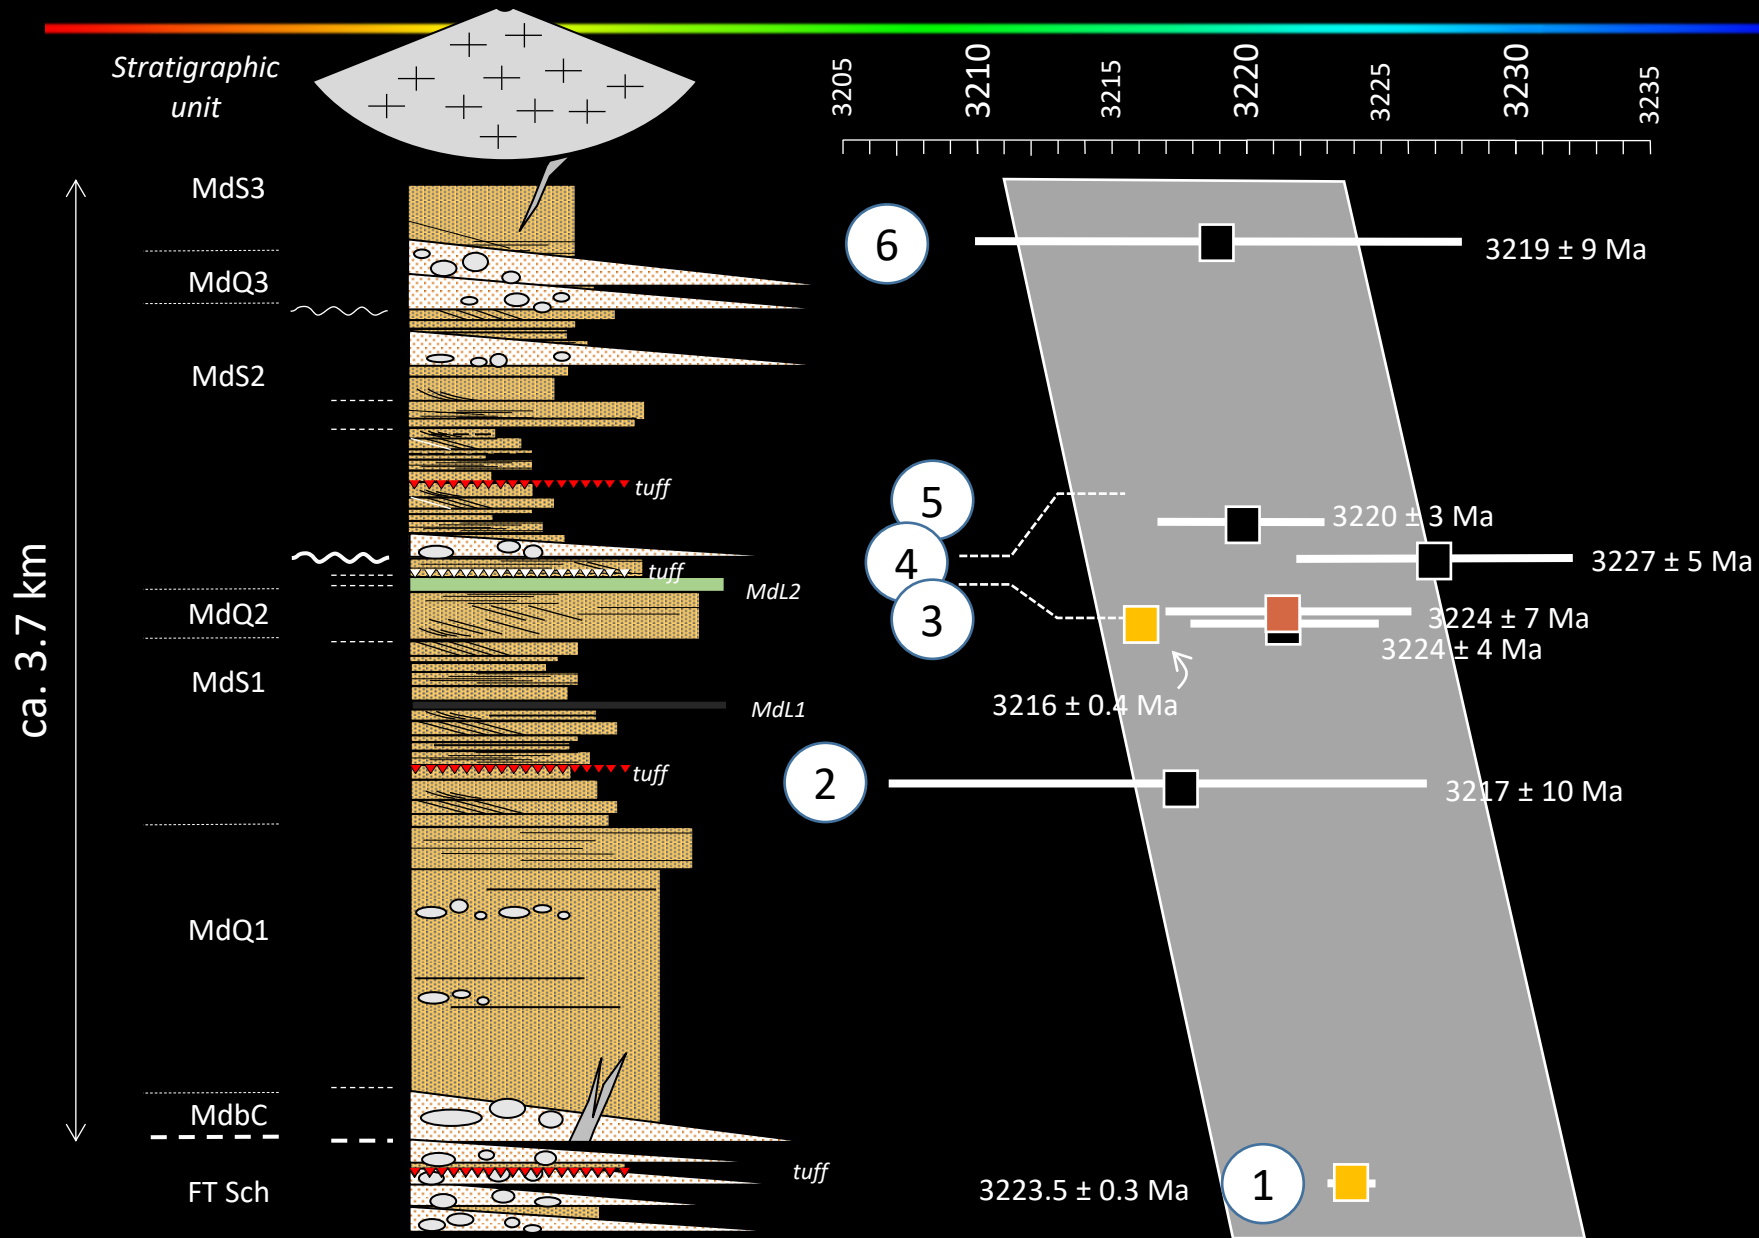 Stratigraphic
unit
3205
3210
3215
3220
3225
3230
3235
MdS3
6
3219 ± 9 Ma
MdQ3
MdS2
tuff
5
3220 ± 3 Ma
4
3227 ± 5 Ma
tuff
MdL2
MdQ2
3
3224 ± 7 Ma
3224 ± 4 Ma
MdS1
MdL1
3216 ± 0.4 Ma
tuff
2
3217 ± 10 Ma
ca. 3.7 km
MdQ1
MdbC
tuff
FT Sch
3223.5 ± 0.3 Ma
1